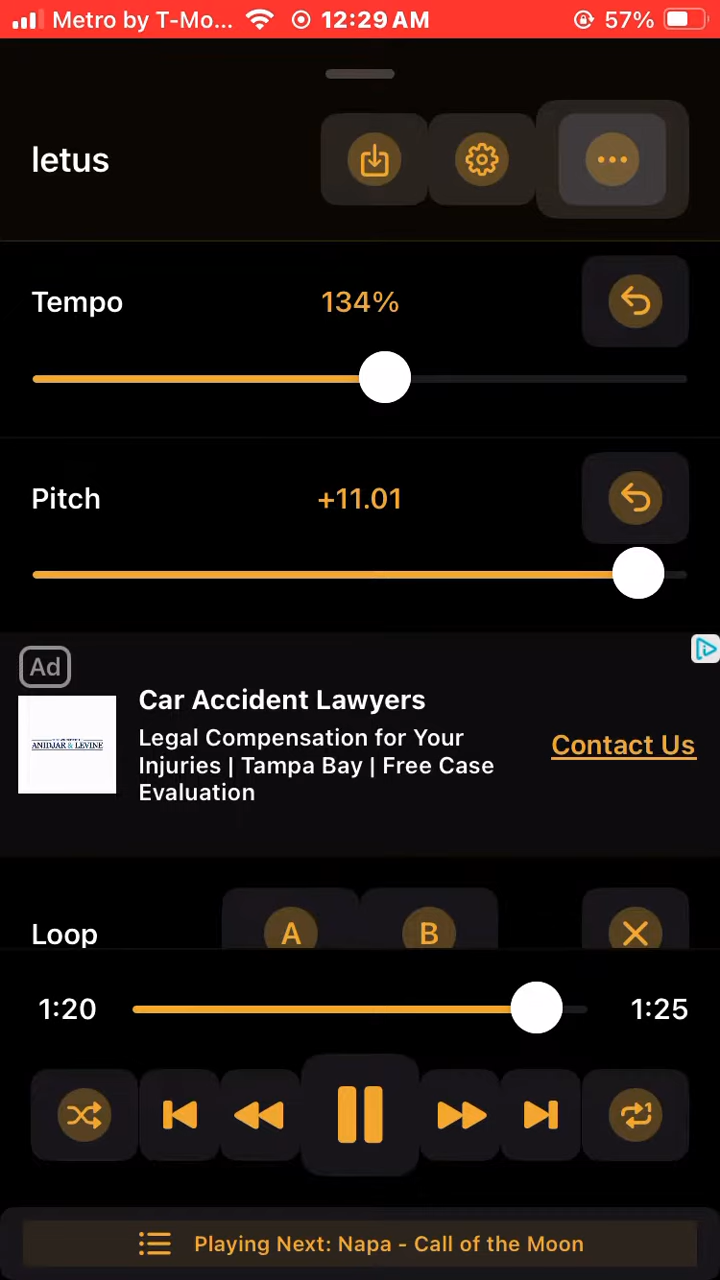 Metro by T-Mo... 12:29 AM 57%
letus
Tempo 134%
Pitch +11.01
Ad
Car Accident Lawyers
ANIDJAR & LEVINE
Legal Compensation for Your
Injuries | Tampa Bay | Free Case
Evaluation
Contact Us
Loop A B
1:20 1:25
Playing Next: Napa - Call of the Moon